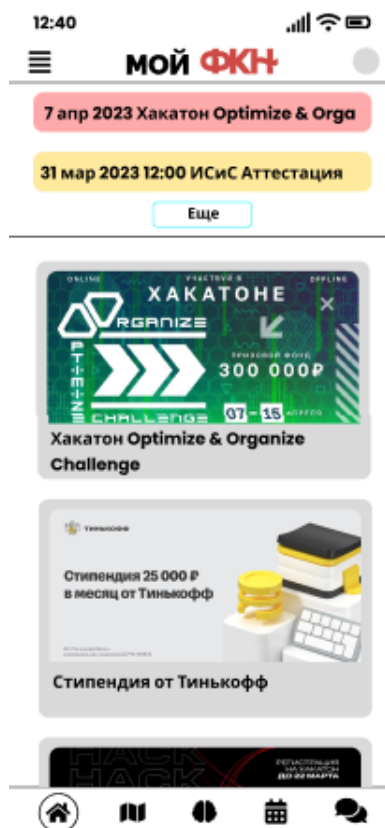 12:40
МОЙ ФКН
7 апр 2023 Хакатон Optimize & Orga
31 мар 2023 12:00 ИСиС Аттестация
Еще
ONLINE
УЧАСТВУЙ В
OFFLINE
ХАКАТОНЕ
ORGANIZE
OPTIMIZE
ПРИЗОВОЙ ФОНД
300 000₽
CHALLENGE
07 – 15 АПРЕЛЯ
Хакатон Optimize & Organize
Challenge
ТИНЬКОФФ
Стипендия 25 000 ₽
в месяц от Тинькофф
Стипендия от Тинькофф
HACK
HACK
РЕГИСТРАЦИЯ
НА ХАКАТОН
ДО 22 МАРТА